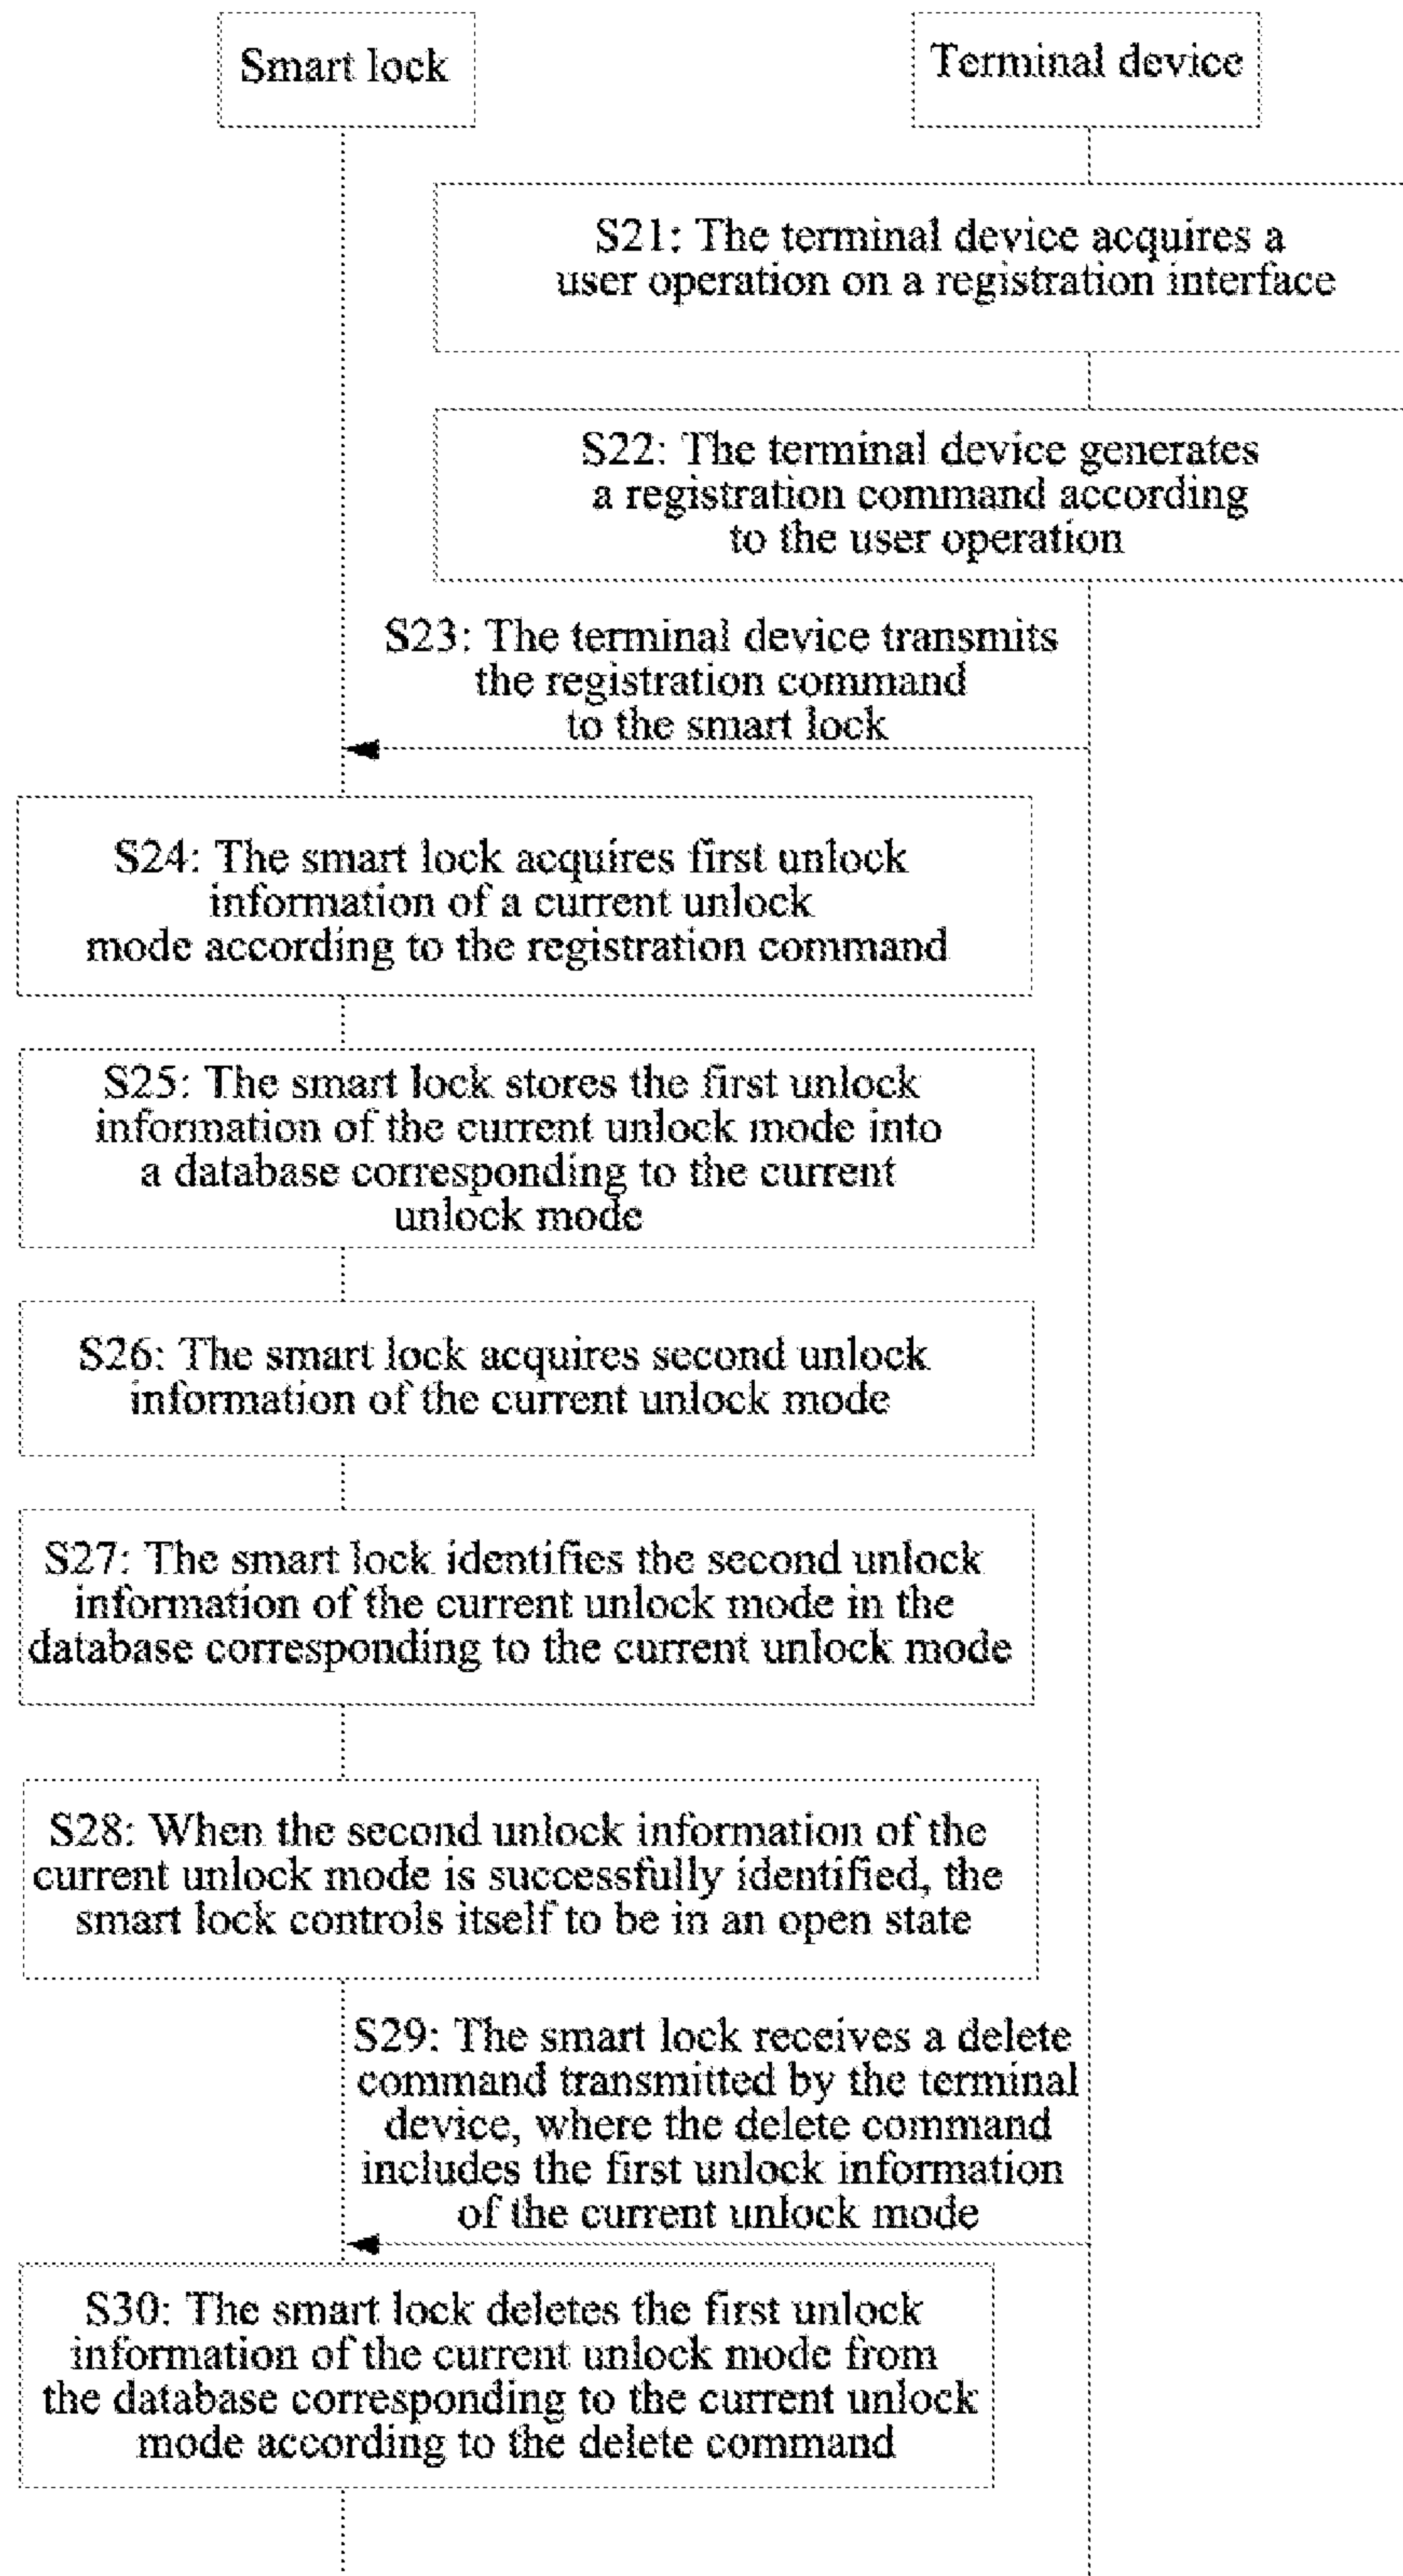 Smart lock
Terminal device
S21: The terminal device acquires a
user operation on a registration interface
S22: The terminal device generates
a registration command according
to the user operation
S23: The terminal device transmits
the registration command
to the smart lock
S24: The smart lock acquires first unlock
information of a current unlock
mode according to the registration command
S25: The smart lock stores the first unlock
information of the current unlock mode into
a database corresponding to the current
unlock mode
S26: The smart lock acquires second unlock
information of the current unlock mode
S27: The smart lock identifies the second unlock
information of the current unlock mode in the
database corresponding to the current unlock mode
S28: When the second unlock information of the
current unlock mode is successfully identified, the
smart lock controls itself to be in an open state
S29: The smart lock receives a delete
command transmitted by the terminal
device, where the delete command
includes the first unlock information
of the current unlock mode
S30: The smart lock deletes the first unlock
information of the current unlock mode from
the database corresponding to the current unlock
mode according to the delete command